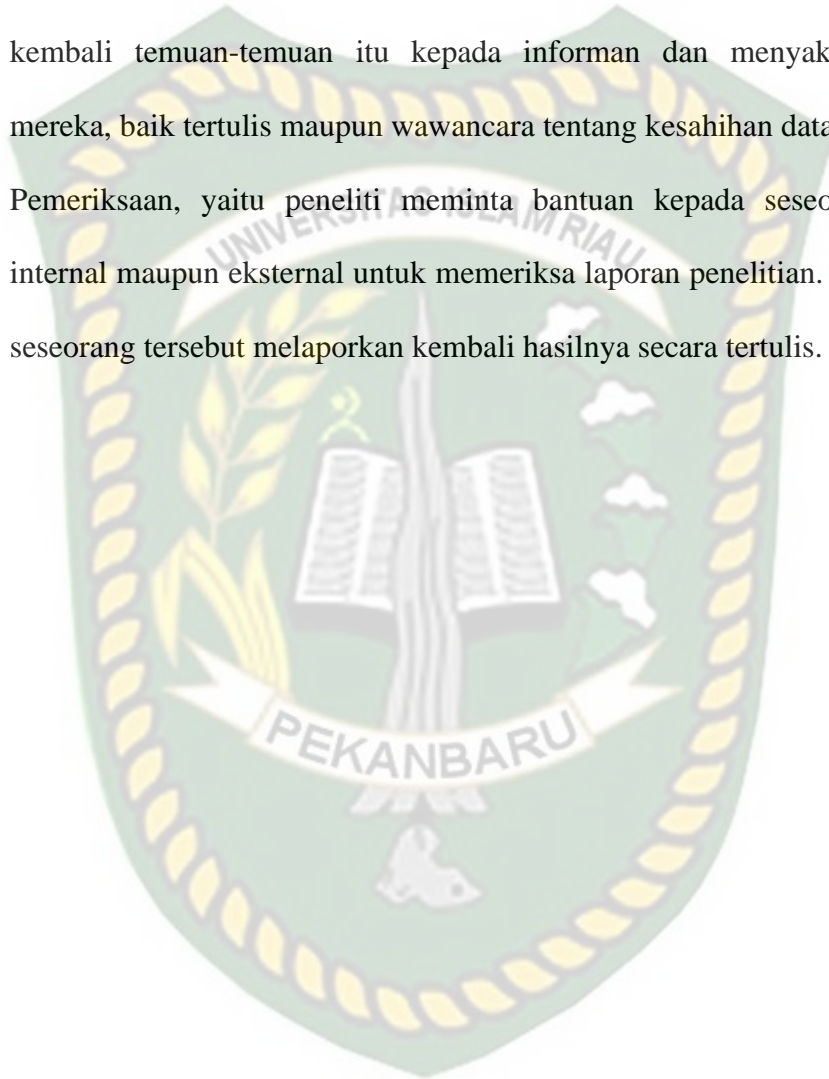 kembali temuan-temuan itu kepada informan dan menyak
mereka, baik tertulis maupun wawancara tentang kesahihan data
Pemeriksaan, yaitu peneliti meminta bantuan kepada seseo
internal maupun eksternal untuk memeriksa laporan penelitian.
seseorang tersebut melaporkan kembali hasilnya secara tertulis.
UNIVERSITAS ISLAM RIAU
PEKANBARU